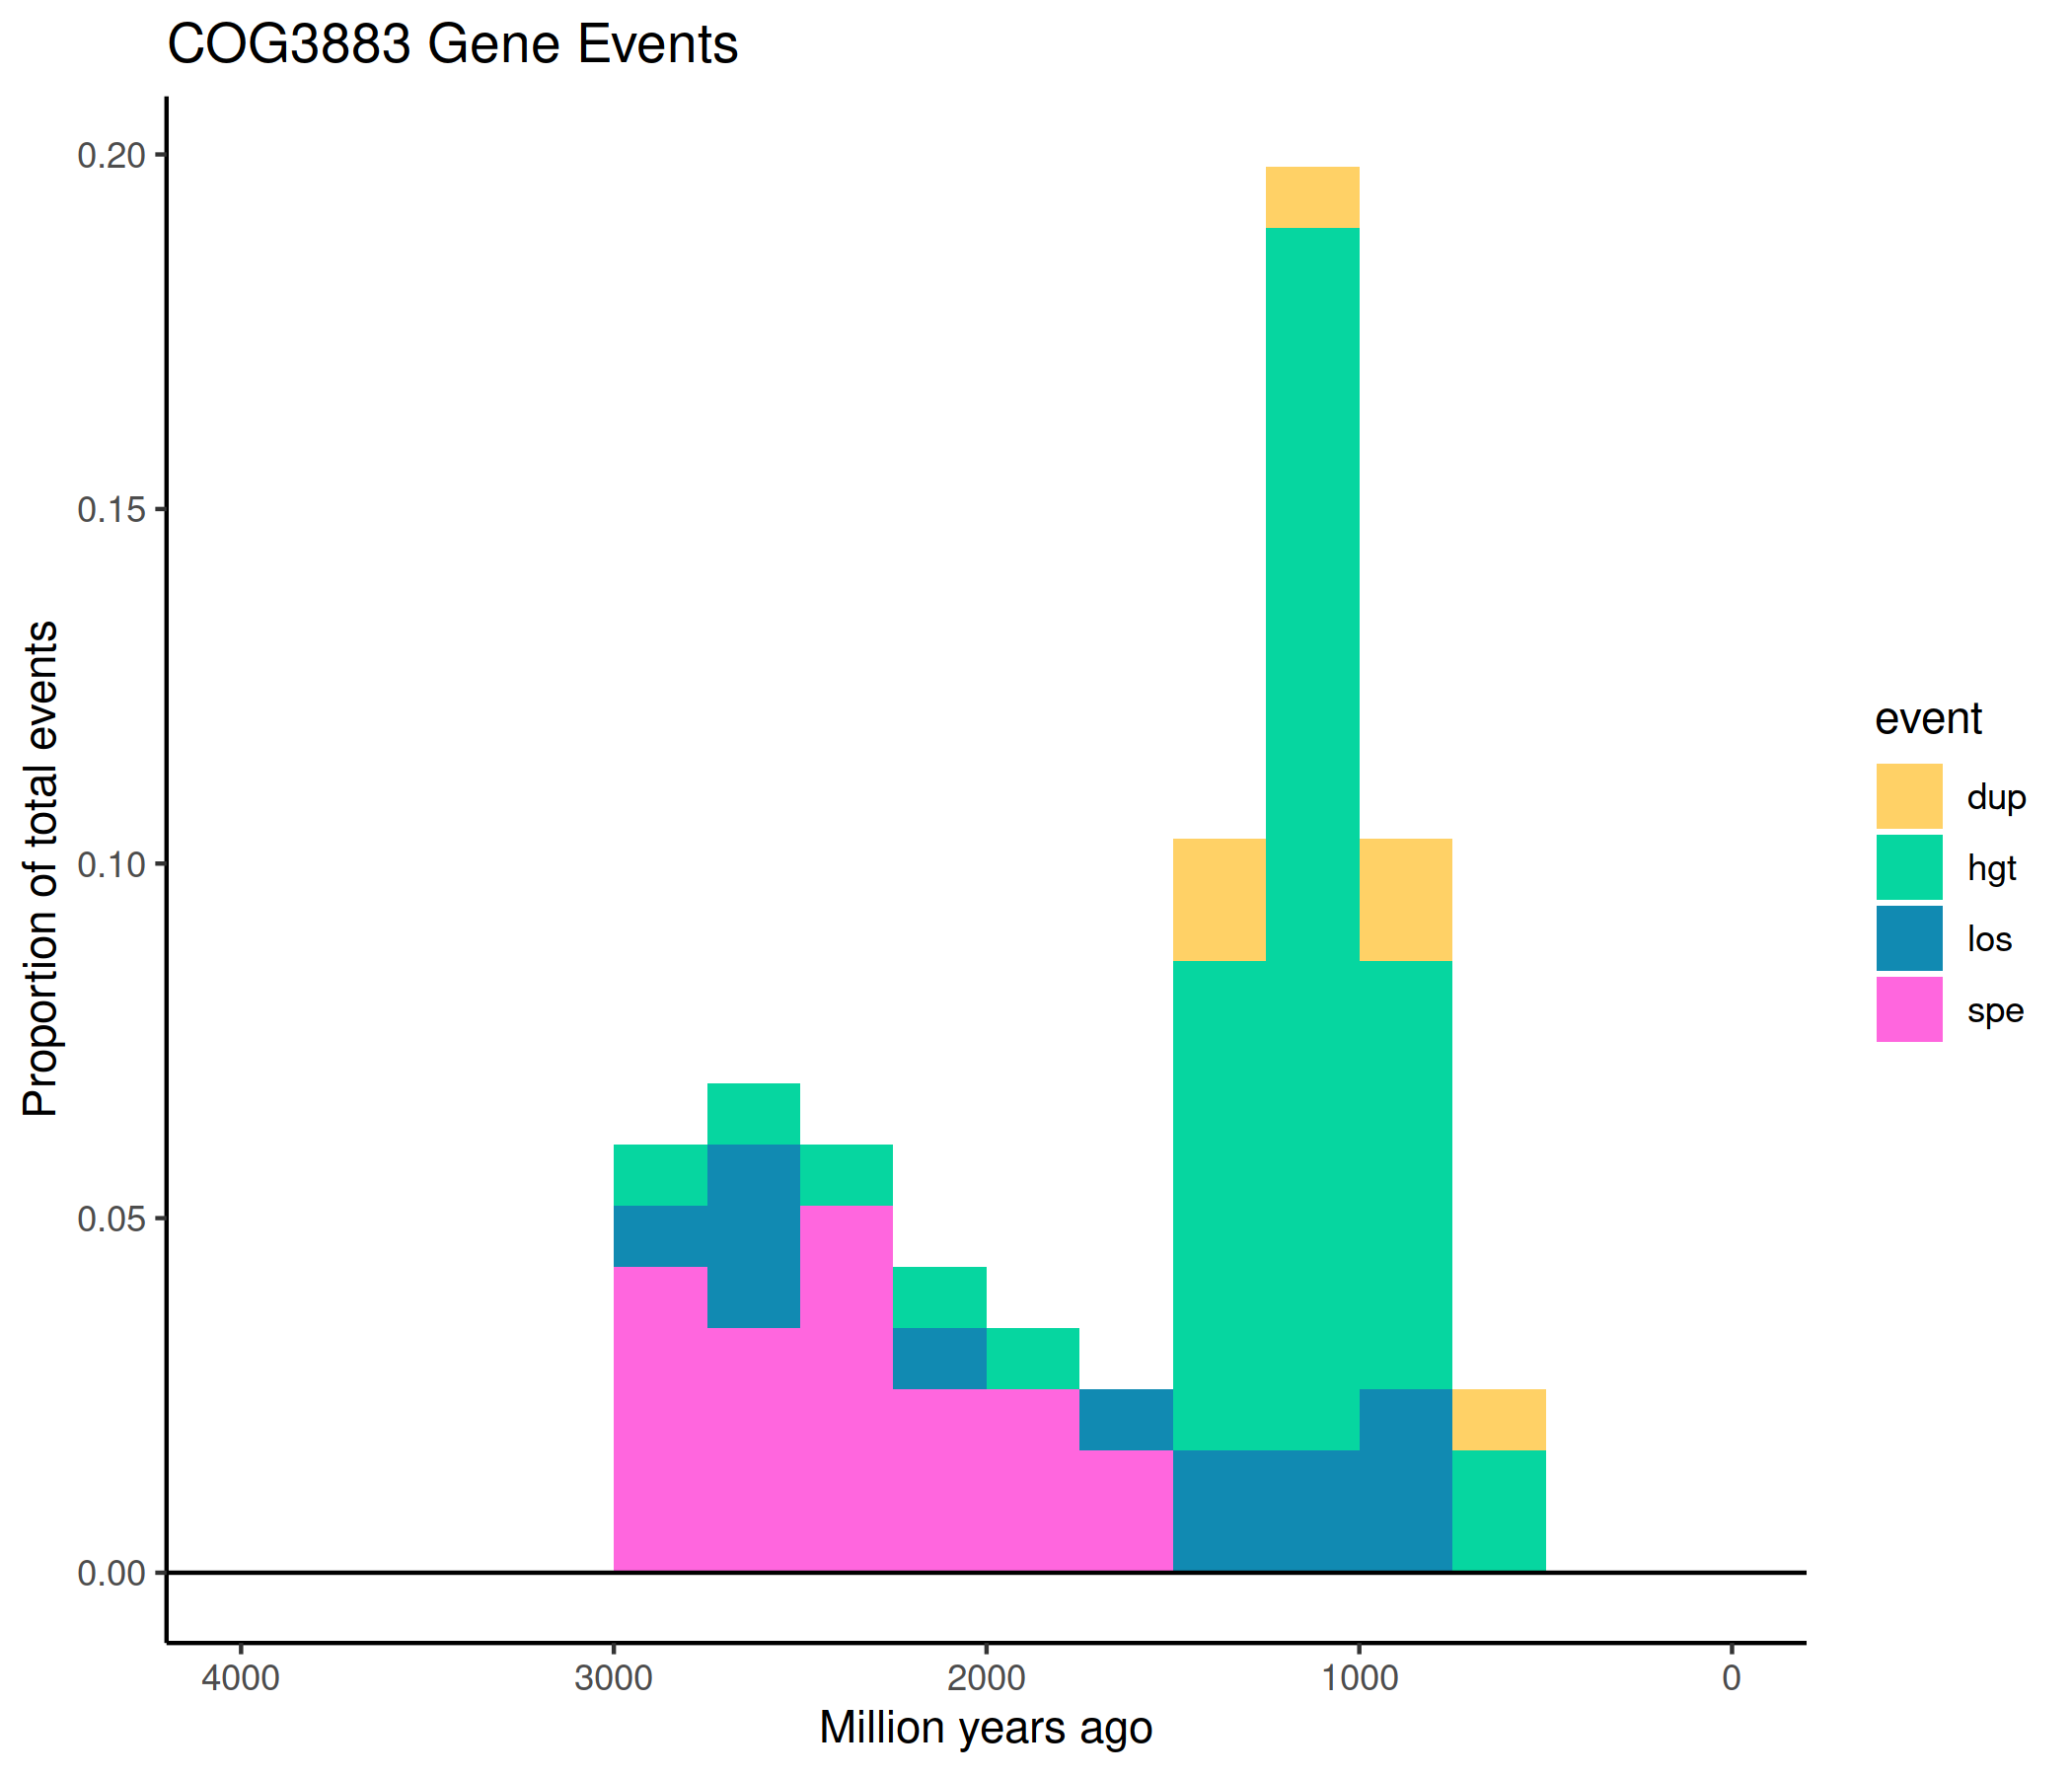 COG3883 Gene Events
Proportion of total events
0.20
0.15
0.10
0.05
0.00
4000 3000 2000 1000 0
Million years ago
event
dup
hgt
los
spe